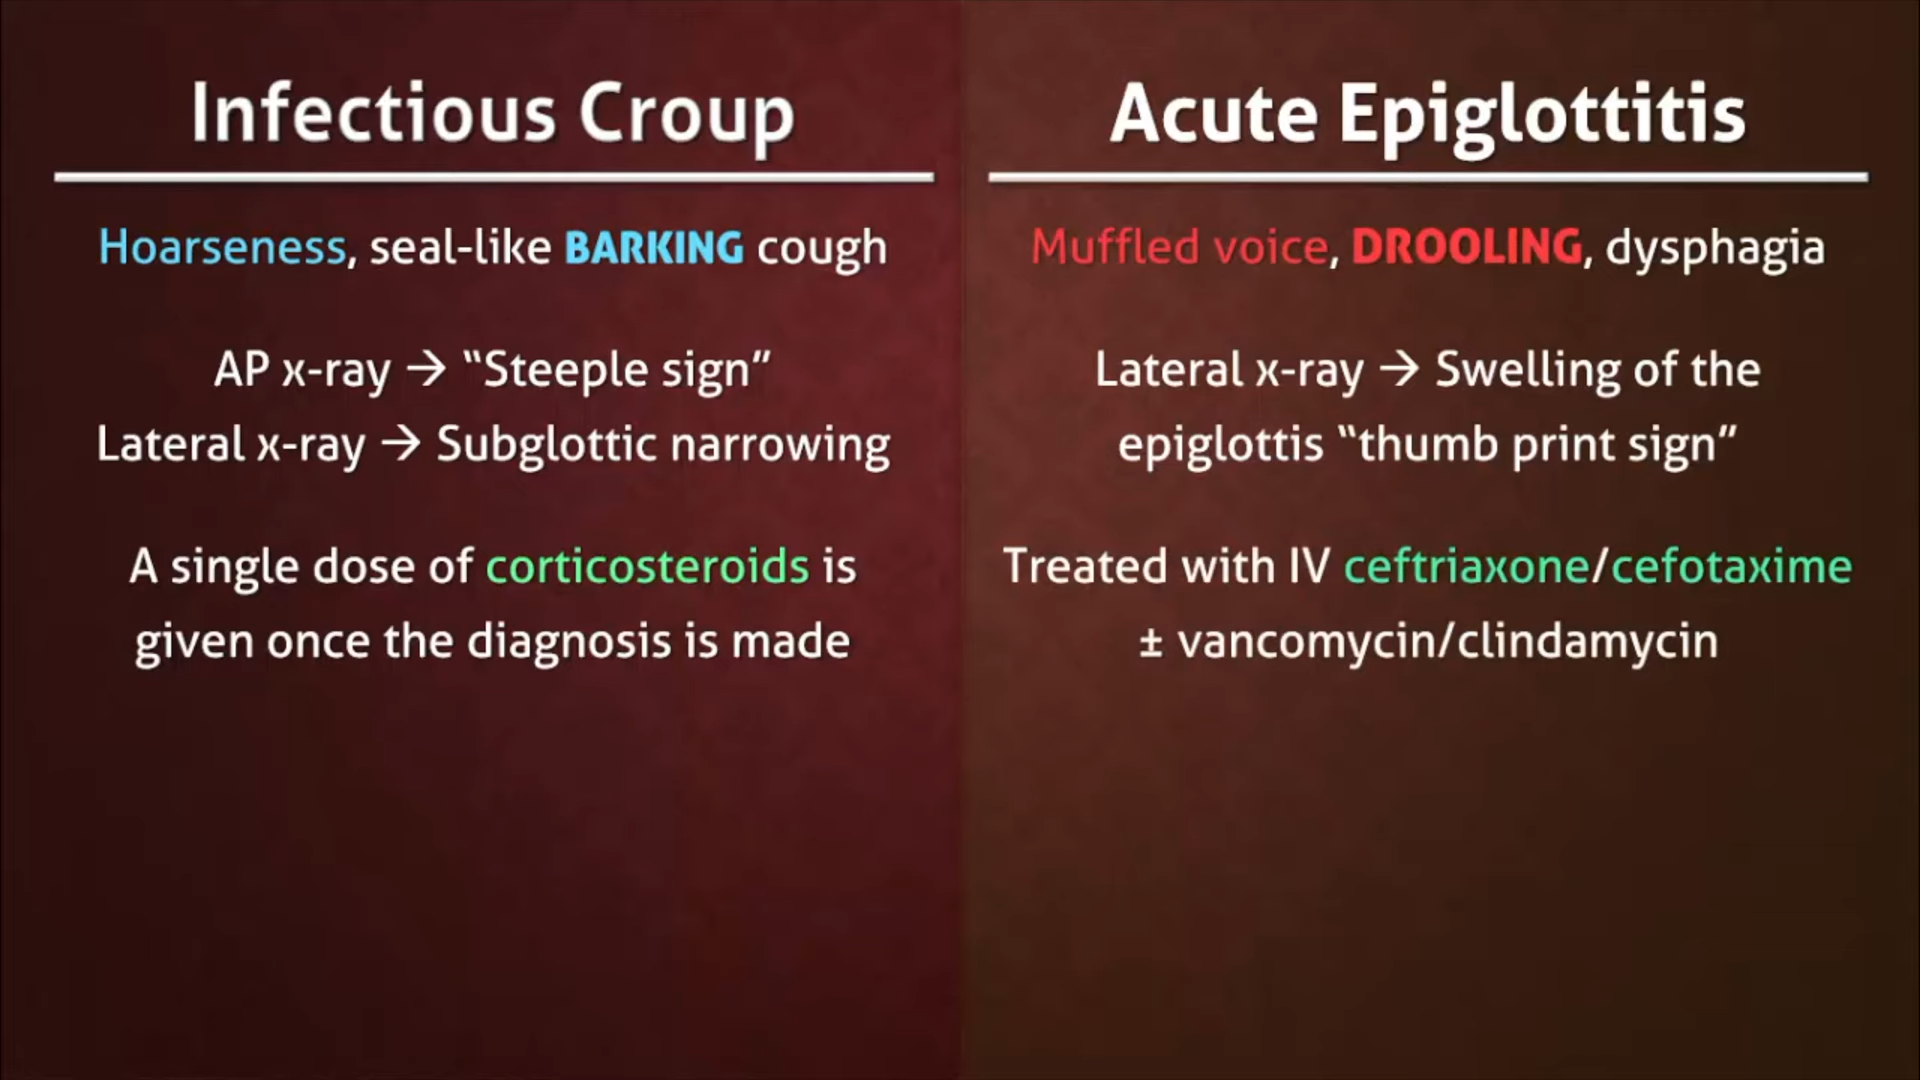 Infectious Croup
Hoarseness, seal-like BARKING cough
AP x-ray → “Steeple sign”
Lateral x-ray → Subglottic narrowing
A single dose of corticosteroids is
given once the diagnosis is made
Acute Epiglottitis
Muffled voice, DROOLING, dysphagia
Lateral x-ray → Swelling of the
epiglottis “thumb print sign”
Treated with IV ceftriaxone/cefotaxime
± vancomycin/clindamycin